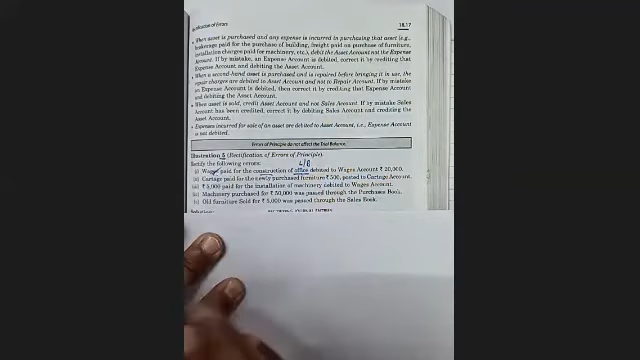 Rectification of Errors 18.17
• When asset is purchased and any expense is incurred in purchasing that asset (e.g.,
brokerage paid for the purchase of building, freight paid on purchase of furniture,
installation charges paid for machinery, etc.), debit the Asset Account not the Expense
Account. If by mistake, an Expense Account is debited, correct it by crediting that
Expense Account and debiting the Asset Account.
• When a second-hand asset is purchased and is repaired before bringing it in use, the
repair charges are debited to Asset Account and not to Repair Account. If by mistake
an Expense Account is debited, then correct it by crediting that Expense Account
and debiting the Asset Account.
• When asset is sold, credit Asset Account and not Sales Account. If by mistake Sales
Account has been credited, correct it by debiting Sales Account and crediting the
Asset Account.
• Expenses incurred for sale of an asset are debited to Asset Account, i.e., Expense Account
is not debited.
Errors of Principle do not affect the Trial Balance.
Illustration 5 (Rectification of Errors of Principle).
L/B
Rectify the following errors:
(i) Wages paid for the construction of office debited to Wages Account ₹ 20,000.
(ii) Cartage paid for the newly purchased furniture ₹ 500, posted to Cartage Account.
(iii) ₹ 5,000 paid for the installation of machinery debited to Wages Account.
(iv) Machinery purchased for ₹ 50,000 was passed through the Purchases Book.
(v) Old furniture Sold for ₹ 5,000 was passed through the Sales Book.